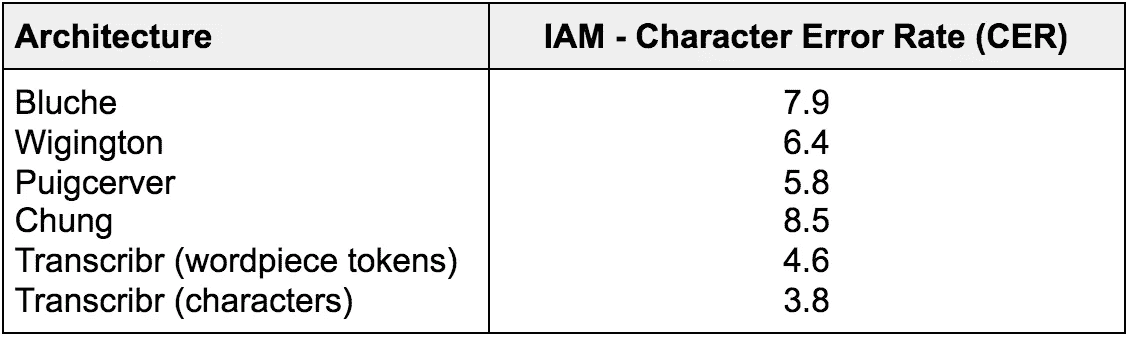 Architecture IAM - Character Error Rate (CER)
Bluche 7.9
Wigington 6.4
Puigcerver 5.8
Chung 8.5
Transcribr (wordpiece tokens) 4.6
Transcribr (characters) 3.8